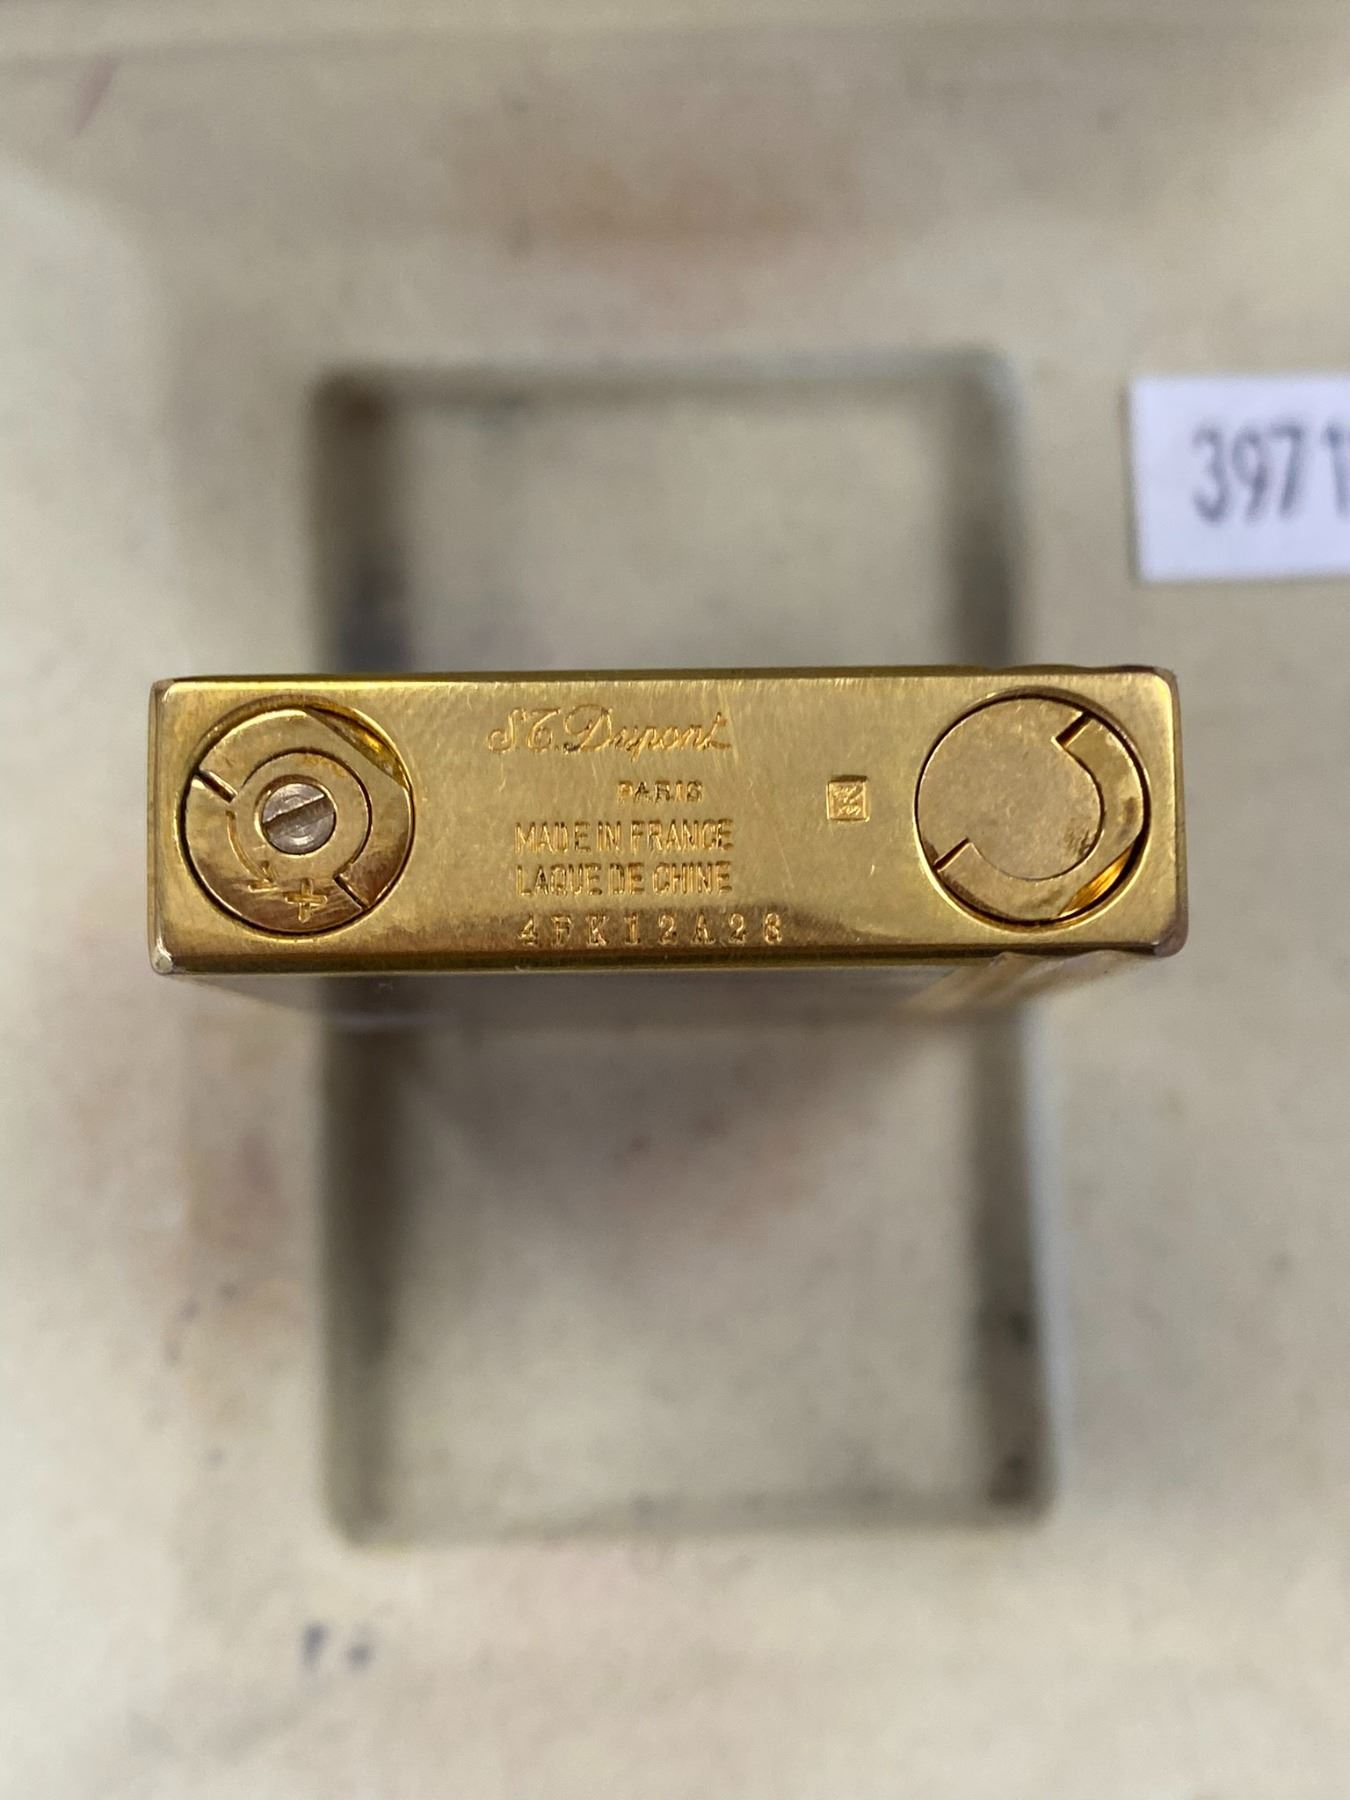 3971
S.T. Dupont
PARIS
MADE IN FRANCE
LAQUE DE CHINE
4FK12A28
- +